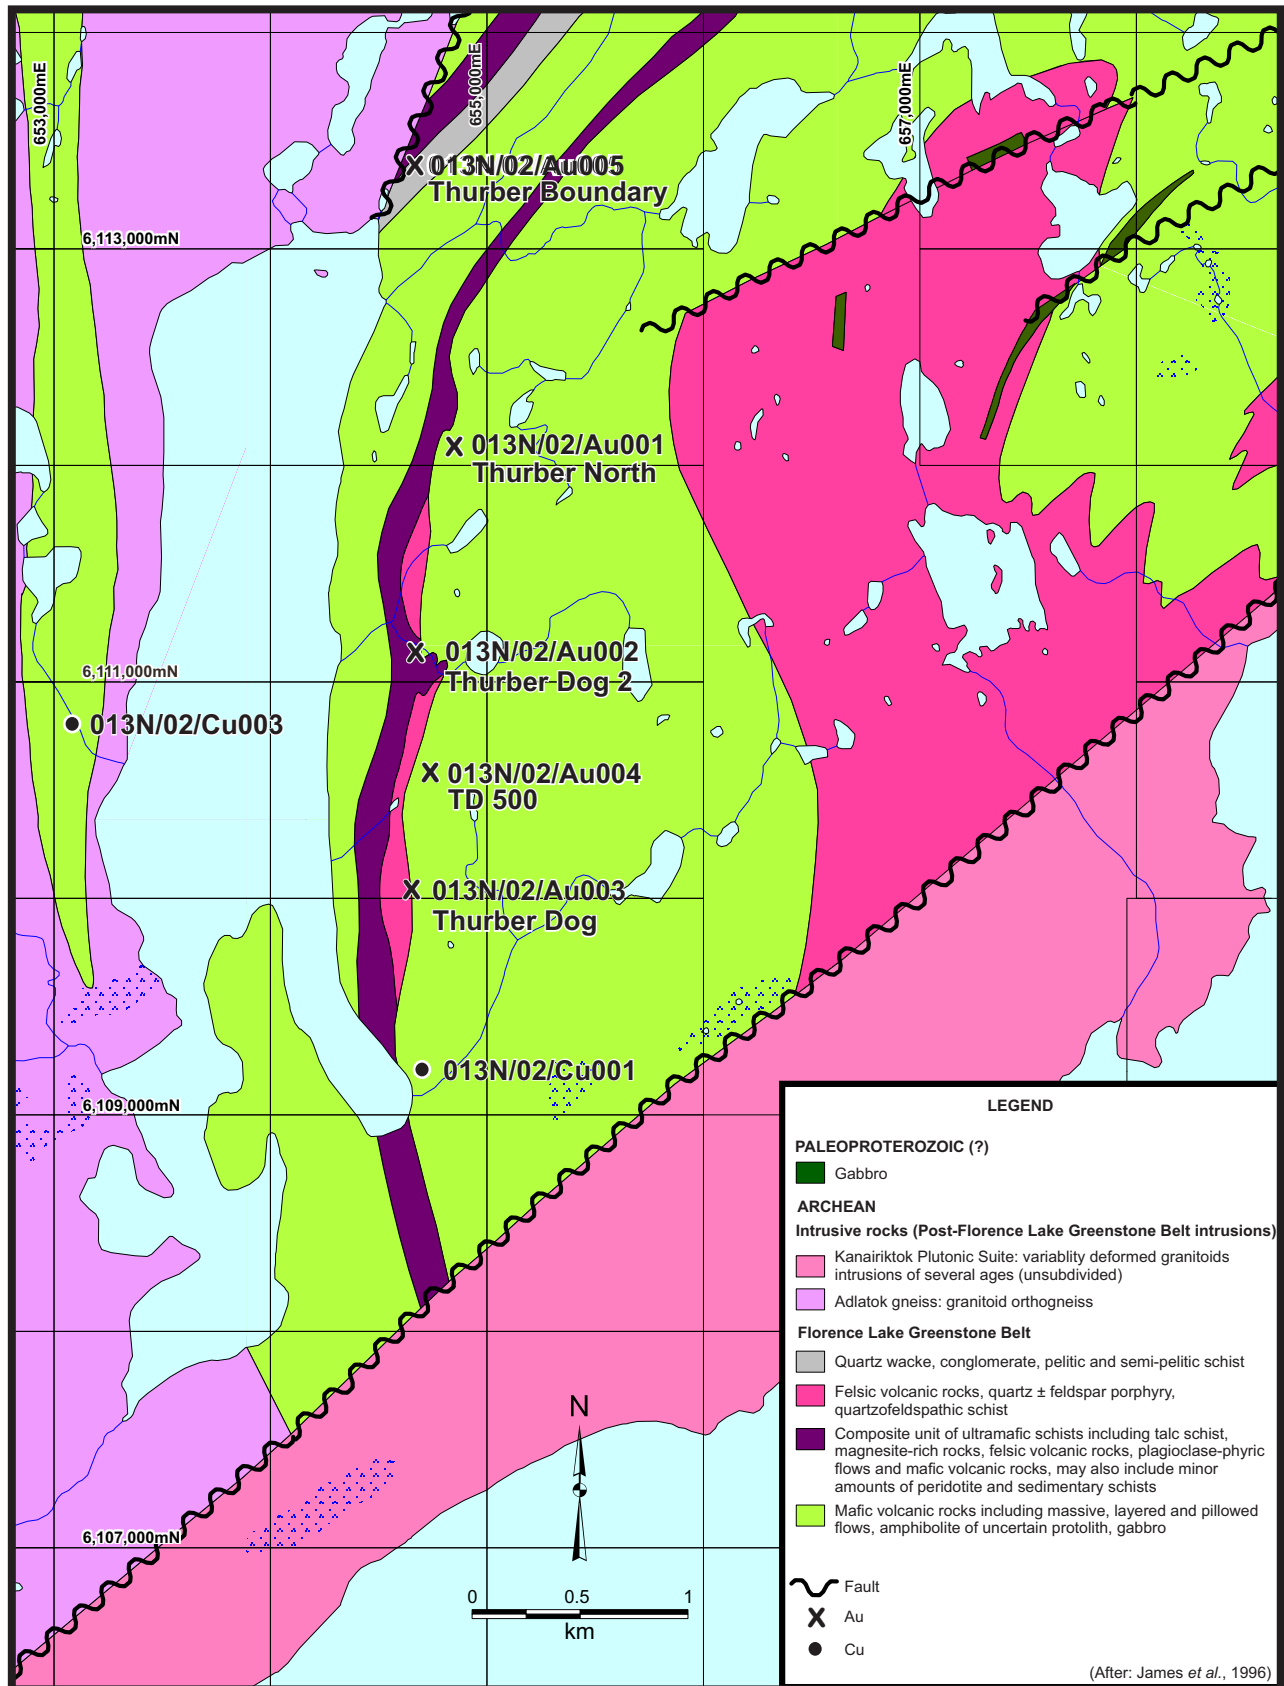 653,000mE
655,000mE
657,000mE
013N/02/Au005
Thurber Boundary
6,113,000mN
013N/02/Au001
Thurber North
013N/02/Au002
Thurber Dog 2
6,111,000mN
013N/02/Cu003
013N/02/Au004
TD 500
013N/02/Au003
Thurber Dog
013N/02/Cu001
6,109,000mN
6,107,000mN
N
0 0.5 1
km
LEGEND
PALEOPROTEROZOIC (?)
Gabbro
ARCHEAN
Intrusive rocks (Post-Florence Lake Greenstone Belt intrusions)
Kanairiktok Plutonic Suite: variablity deformed granitoids
intrusions of several ages (unsubdivided)
Adlatok gneiss: granitoid orthogneiss
Florence Lake Greenstone Belt
Quartz wacke, conglomerate, pelitic and semi-pelitic schist
Felsic volcanic rocks, quartz ± feldspar porphyry,
quartzofeldspathic schist
Composite unit of ultramafic schists including talc schist,
magnesite-rich rocks, felsic volcanic rocks, plagioclase-phyric
flows and mafic volcanic rocks, may also include minor
amounts of peridotite and sedimentary schists
Mafic volcanic rocks including massive, layered and pillowed
flows, amphibolite of uncertain protolith, gabbro
Fault
Au
Cu
(After: James et al., 1996)